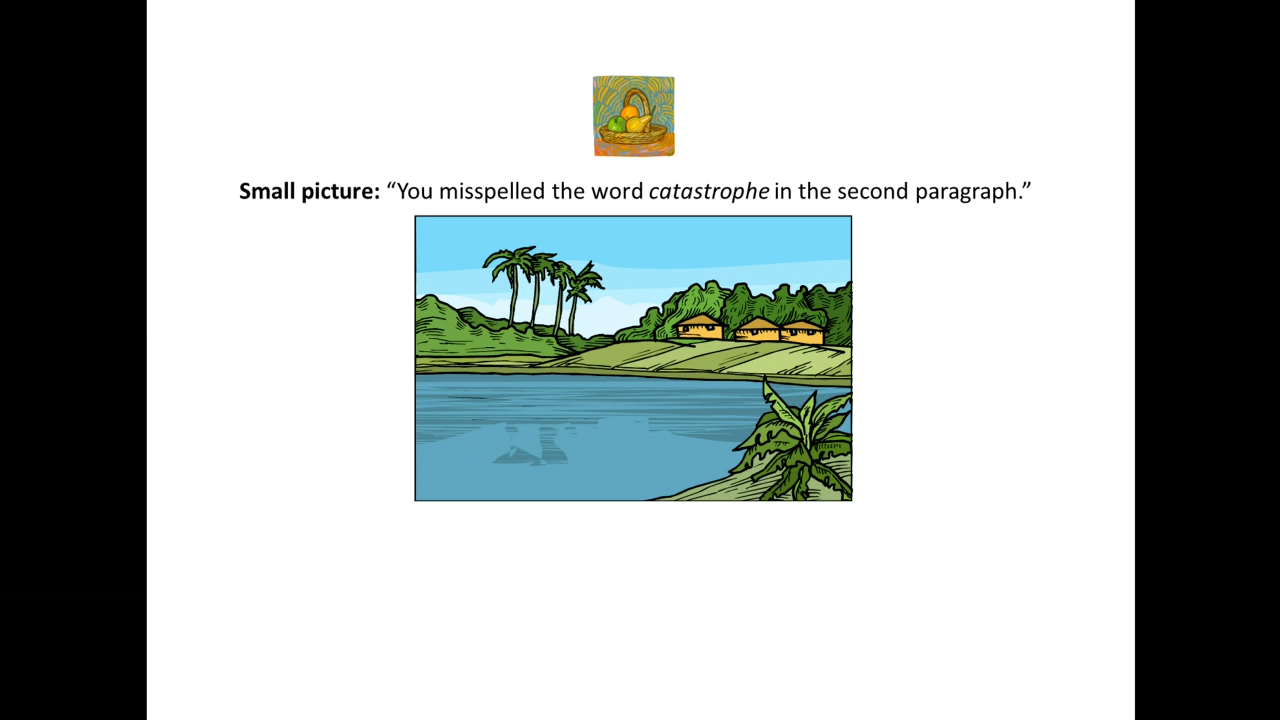 Small picture: “You misspelled the word catastrophe in the second paragraph.”